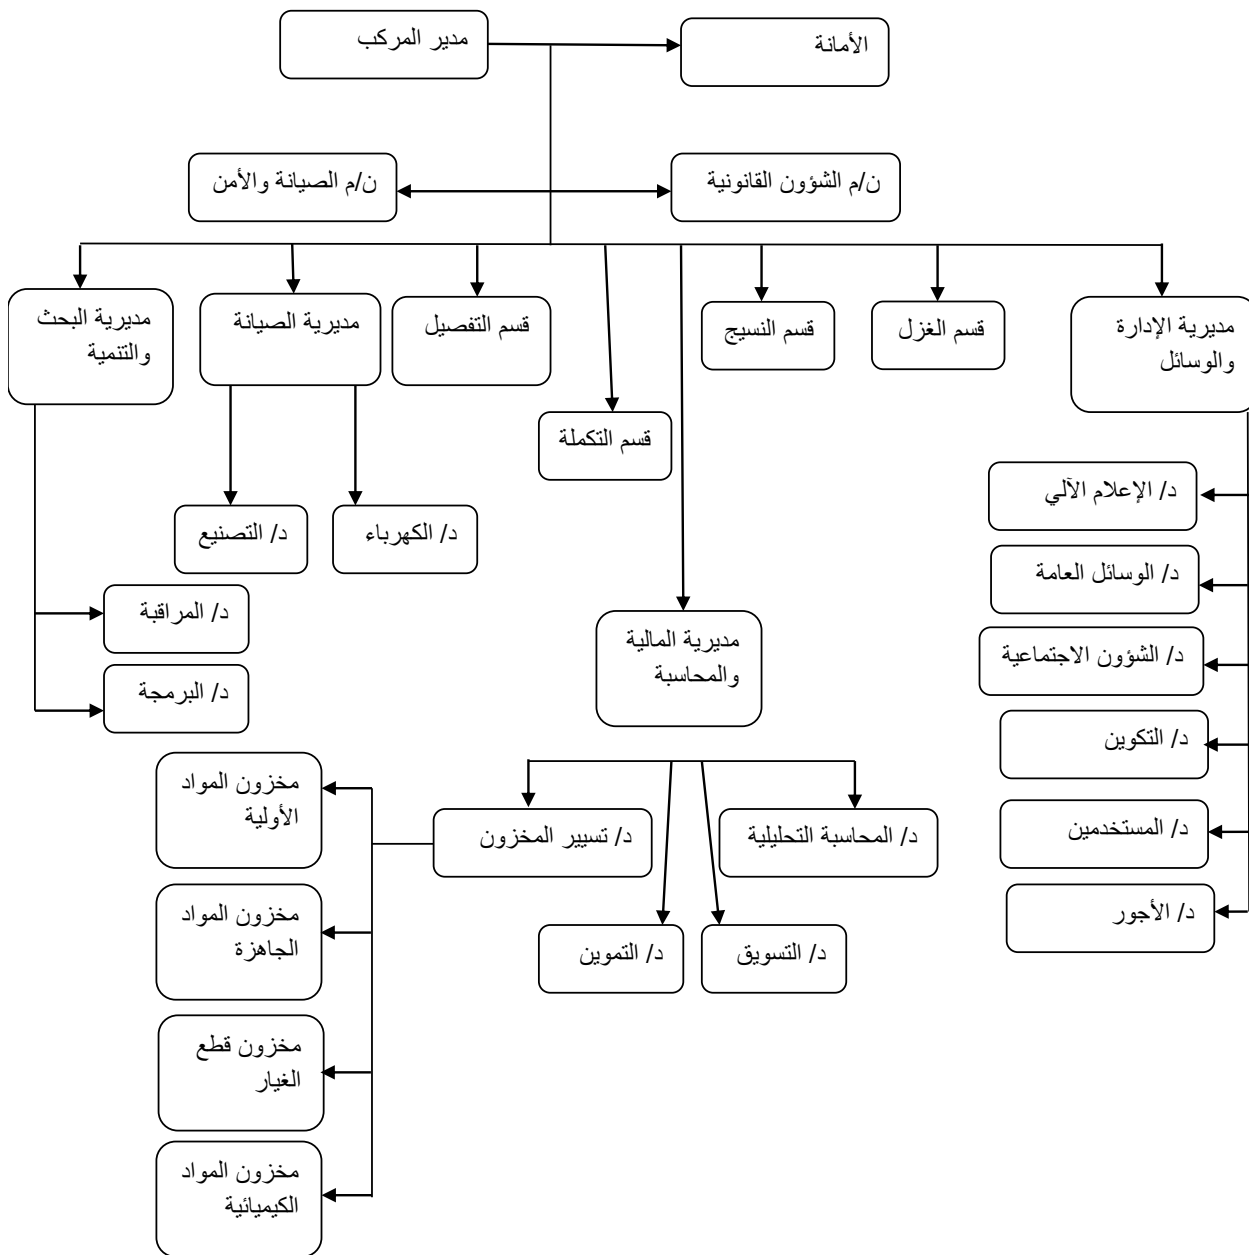 مدير المركب
الأمانة
ن/م الشؤون القانونية
ن/م الصيانة والأمن
مديرية الإدارة
والوسائل
قسم الغزل
قسم النسيج
قسم التكملة
قسم التفصيل
مديرية الصيانة
مديرية البحث
والتنمية
د/ الإعلام الآلي
د/ الوسائل العامة
د/ الشؤون الاجتماعية
د/ التكوين
د/ المستخدمين
د/ الأجور
د/ الكهرباء
د/ التصنيع
د/ المراقبة
د/ البرمجة
مديرية المالية
والمحاسبة
د/ المحاسبة التحليلية
د/ تسيير المخزون
د/ التسويق
د/ التموين
مخزون المواد
الأولية
مخزون المواد
الجاهزة
مخزون قطع
الغيار
مخزون المواد
الكيميائية